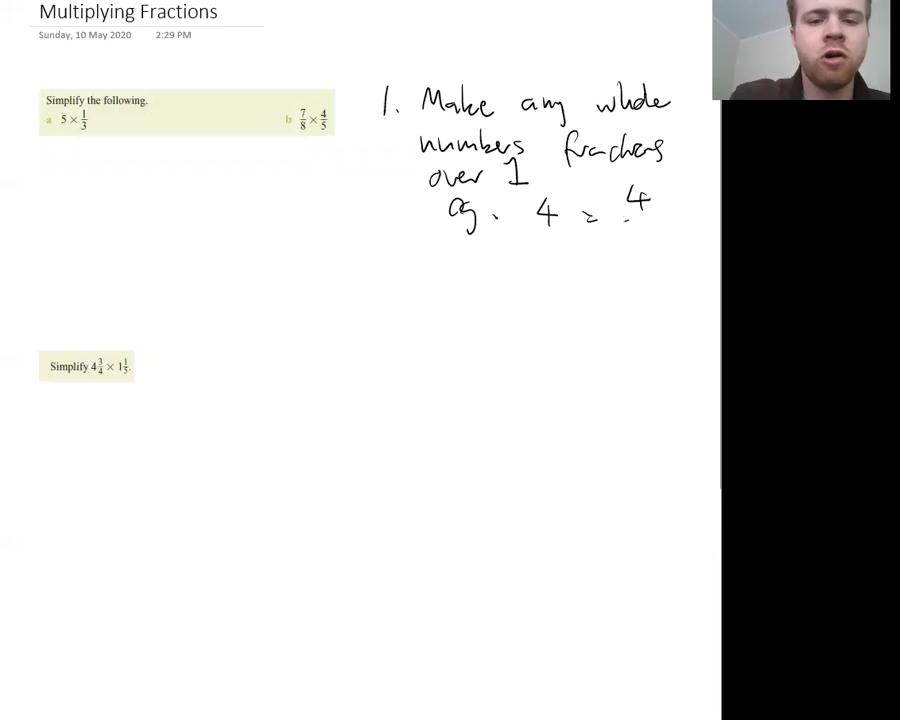 Multiplying Fractions
Sunday, 10 May 2020 2:29 PM
Simplify the following.
a 5 × 1/3 b 7/8 × 4/5
1. Make any whole
numbers fractions
over 1
eg. 4 = 4
Simplify 4 3/4 × 1 1/5.